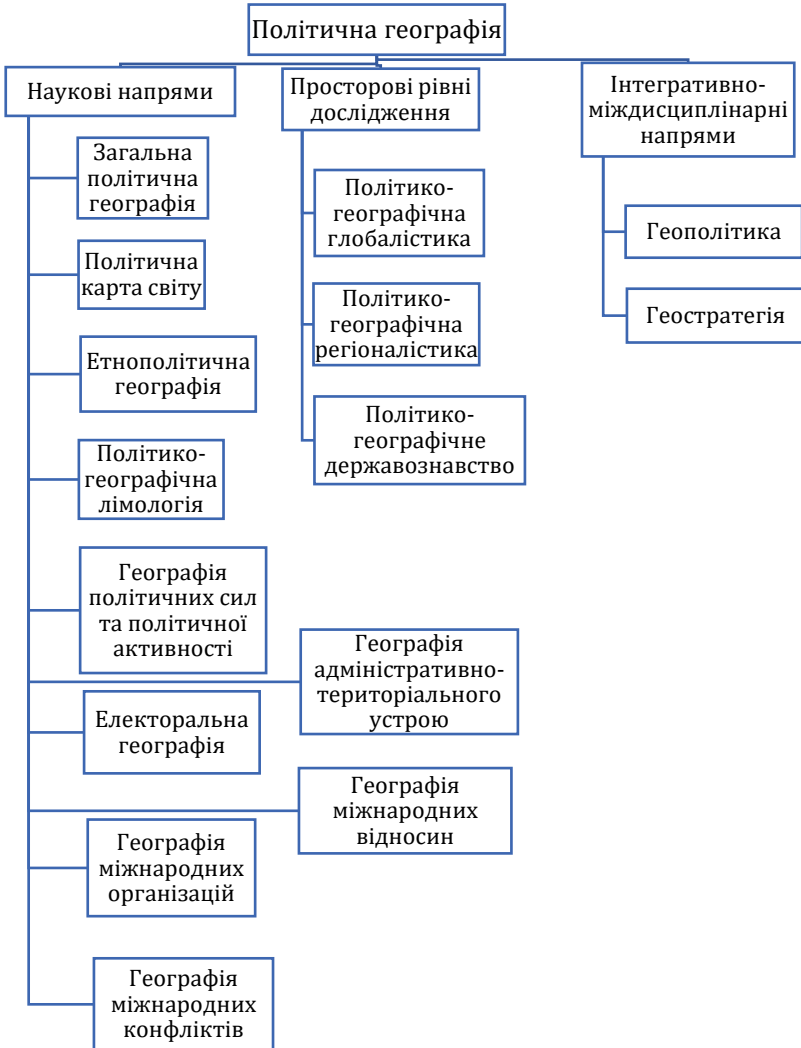 Політична географія
Наукові напрями
Загальна
політична
географія
Політична
карта світу
Етнополітична
географія
Політико-
географічна
лімологія
Географія
політичних сил
та політичної
активності
Географія
адміністративно-
територіального
устрою
Електоральна
географія
Географія
міжнародних
відносин
Географія
міжнародних
організацій
Географія
міжнародних
конфліктів
Просторові рівні
дослідження
Політико-
географічна
глобалістика
Політико-
географічна
регіоналістика
Політико-
географічне
державознавство
Інтегративно-
міждисциплінарні
напрями
Геополітика
Геостратегія